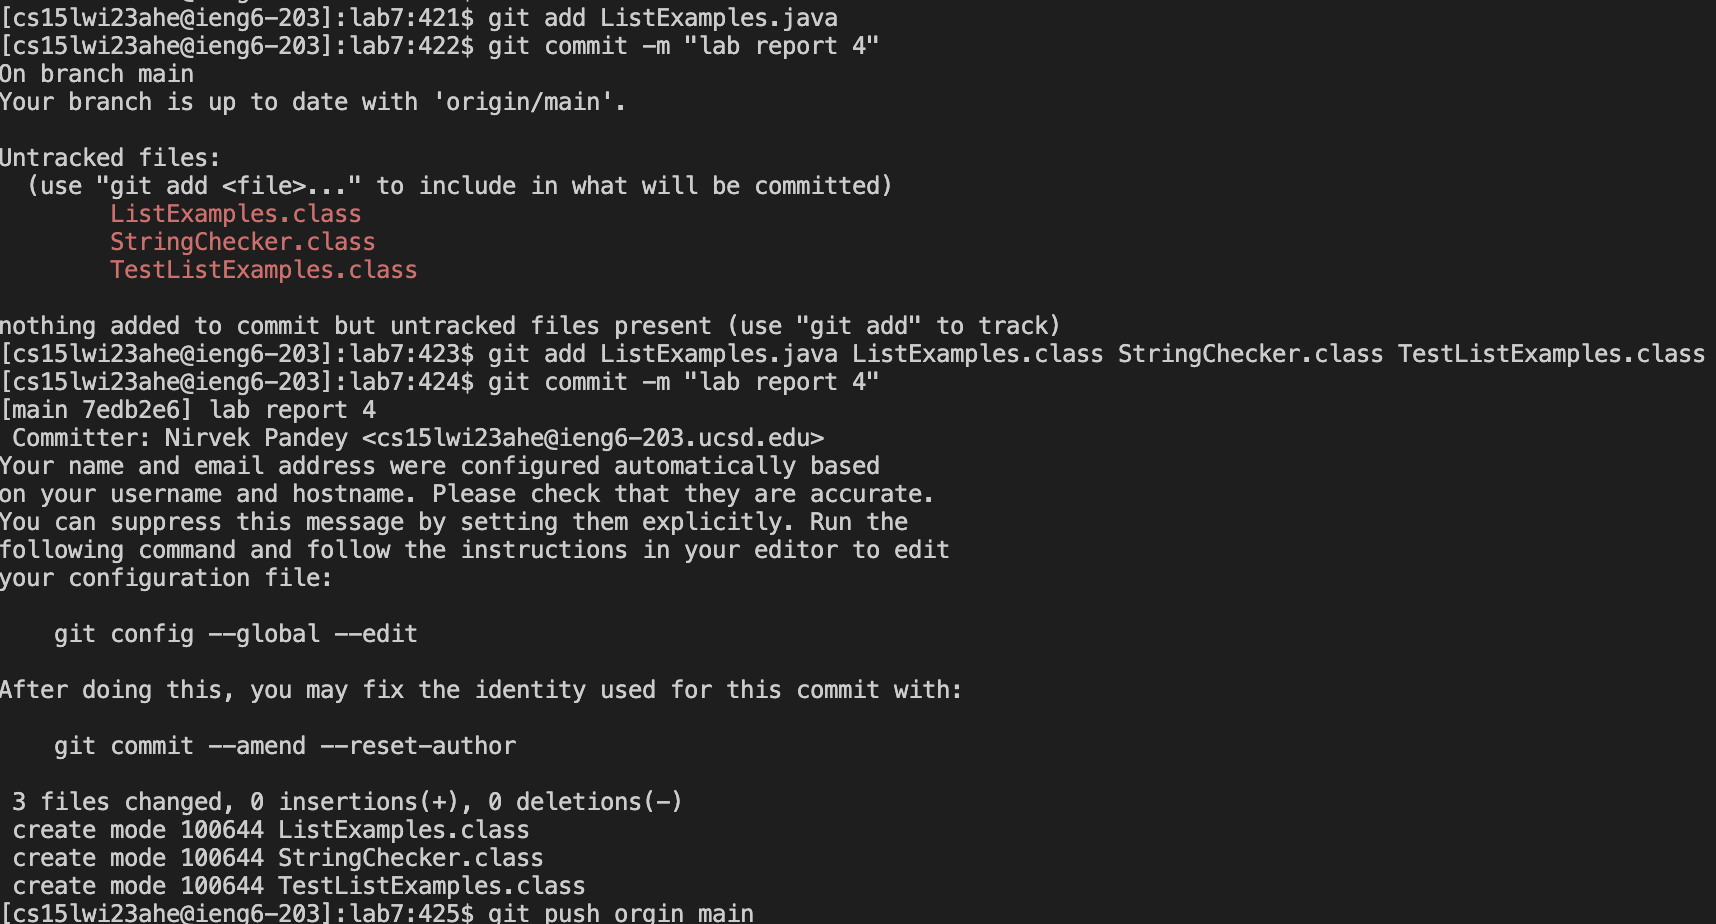 [cs15lwi23ahe@ieng6-203]:lab7:421$ git add ListExamples.java
[cs15lwi23ahe@ieng6-203]:lab7:422$ git commit -m "lab report 4"
On branch main
Your branch is up to date with 'origin/main'.
Untracked files:
(use "git add <file>..." to include in what will be committed)
ListExamples.class
StringChecker.class
TestListExamples.class
nothing added to commit but untracked files present (use "git add" to track)
[cs15lwi23ahe@ieng6-203]:lab7:423$ git add ListExamples.java ListExamples.class StringChecker.class TestListExamples.class
[cs15lwi23ahe@ieng6-203]:lab7:424$ git commit -m "lab report 4"
[main 7edb2e6] lab report 4
Committer: Nirvek Pandey <cs15lwi23ahe@ieng6-203.ucsd.edu>
Your name and email address were configured automatically based
on your username and hostname. Please check that they are accurate.
You can suppress this message by setting them explicitly. Run the
following command and follow the instructions in your editor to edit
your configuration file:
git config --global --edit
After doing this, you may fix the identity used for this commit with:
git commit --amend --reset-author
3 files changed, 0 insertions(+), 0 deletions(-)
create mode 100644 ListExamples.class
create mode 100644 StringChecker.class
create mode 100644 TestListExamples.class
[cs15lwi23ahe@ieng6-203]:lab7:425$ git push orgin main